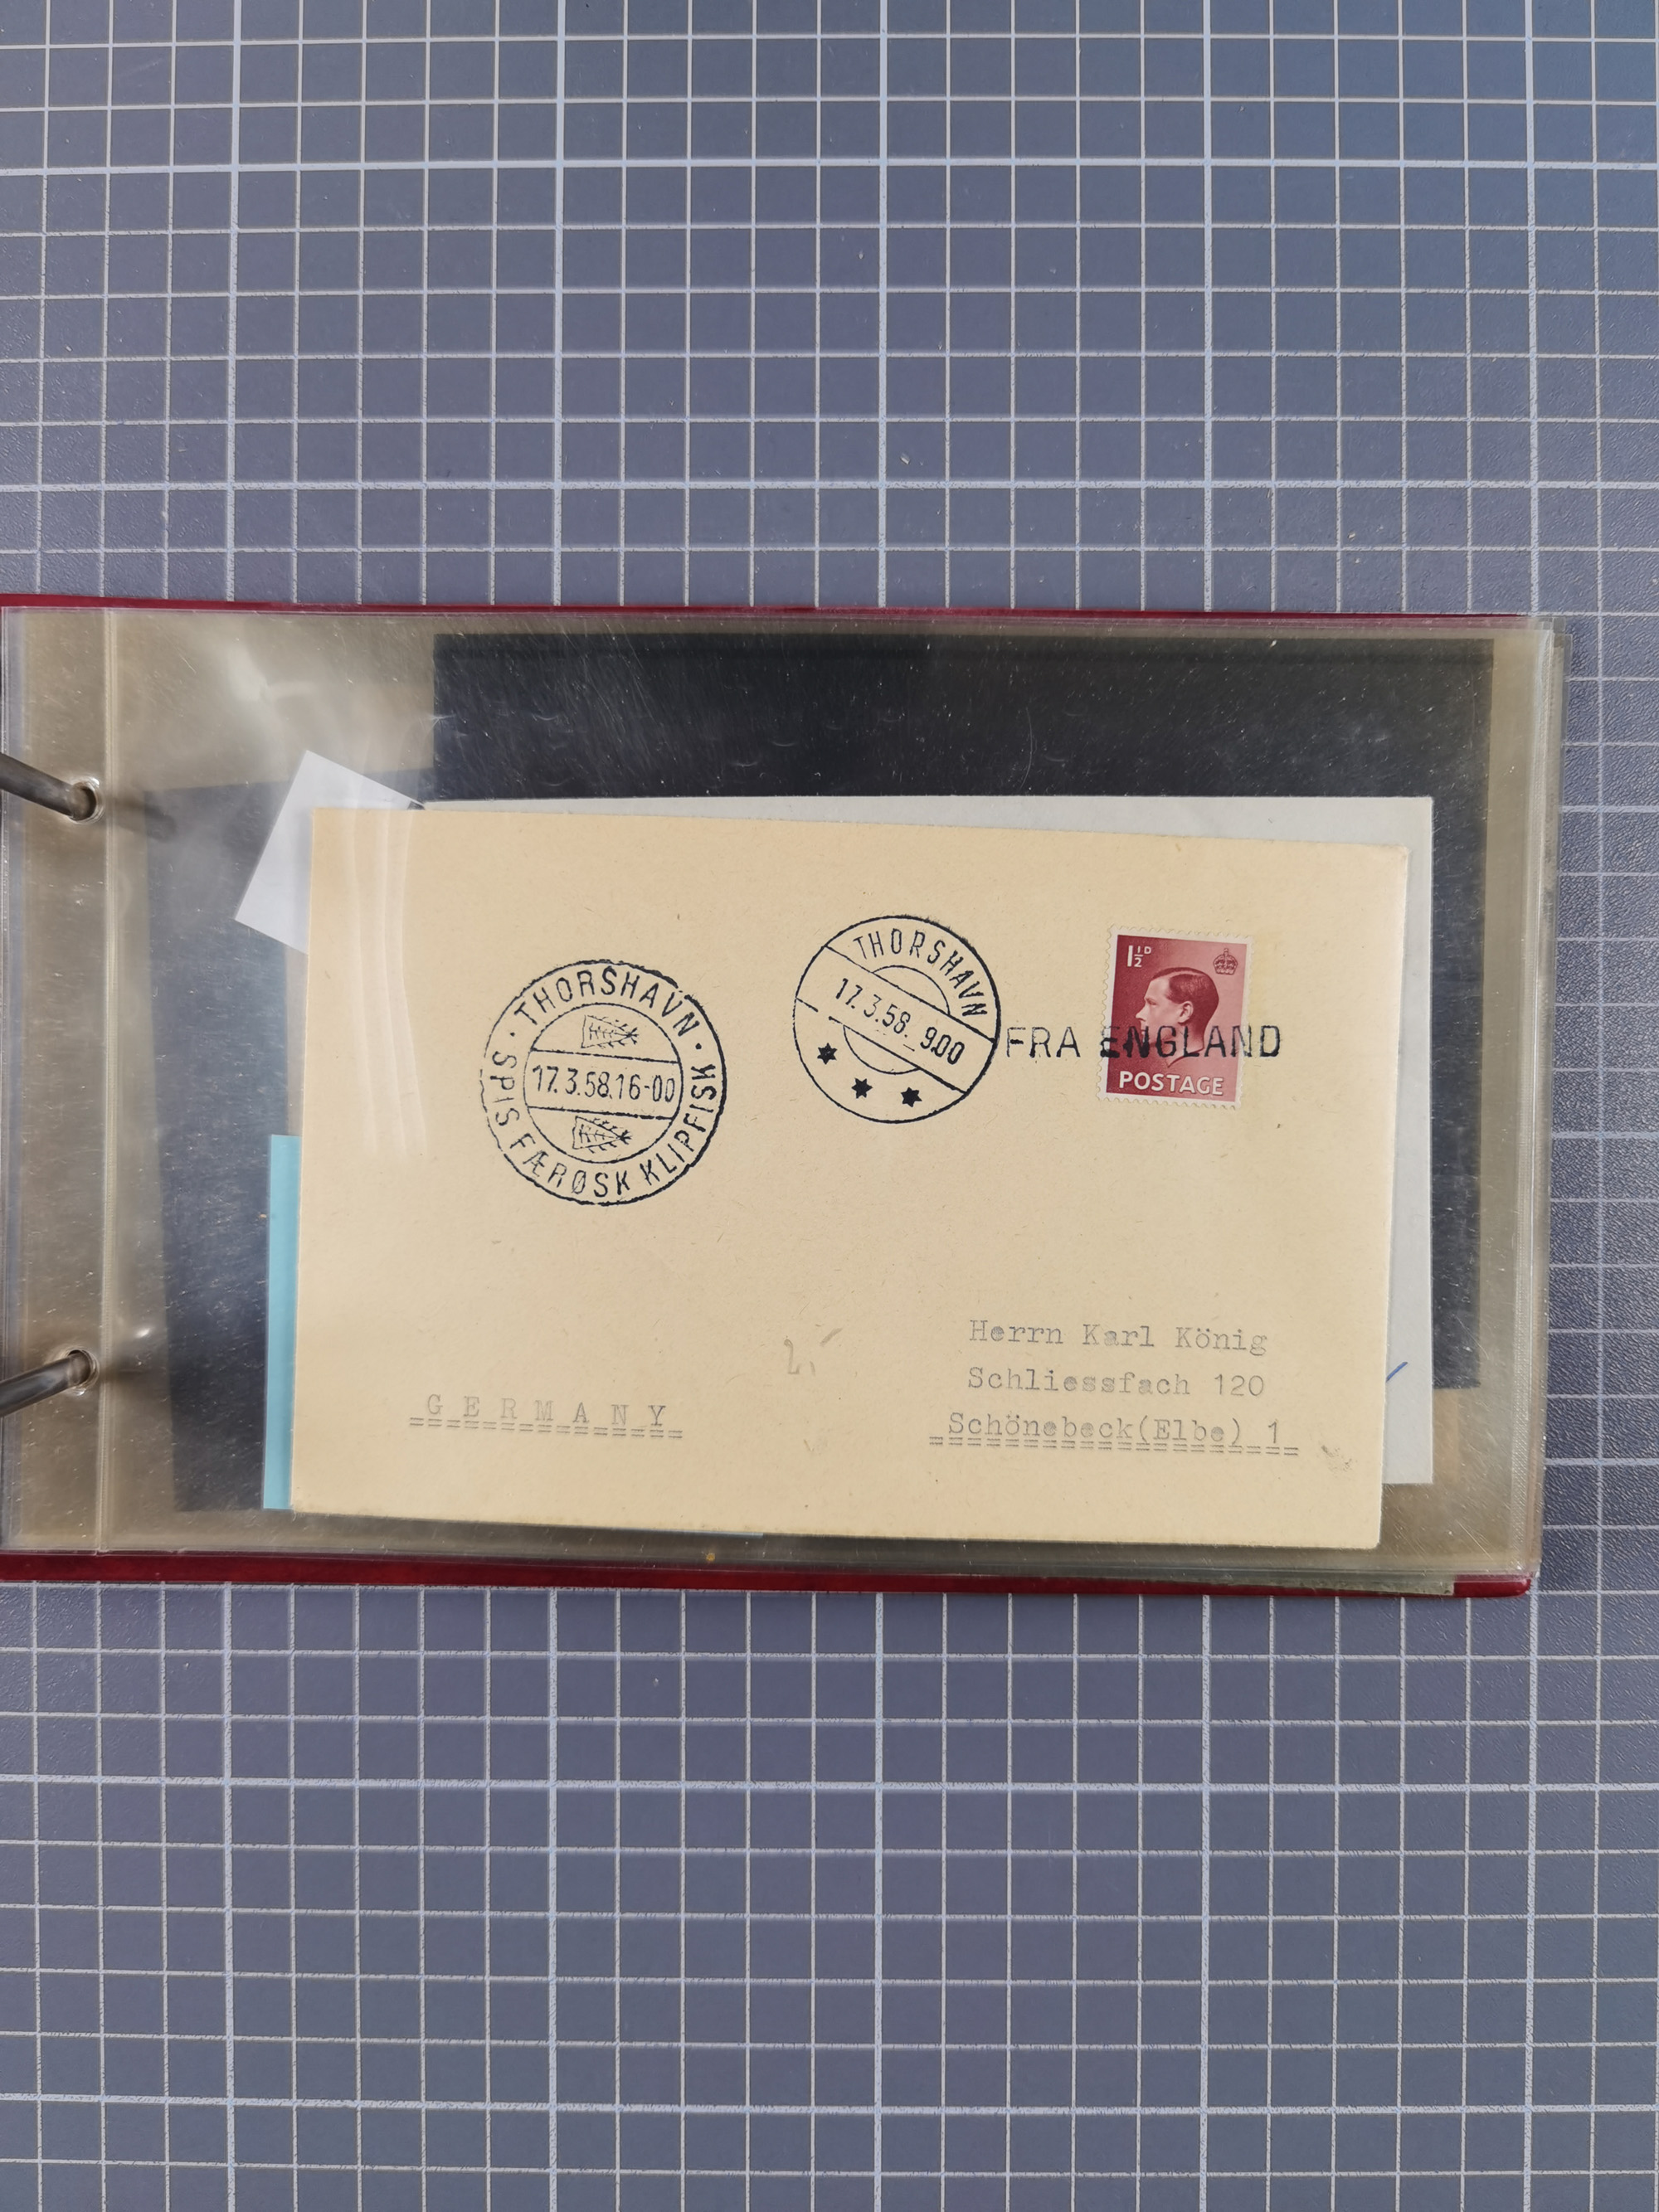 THORSHAVN
17.3.58.16-00
SPIS FÆRØSK KLIPFISK
THORSHAVN
17.3.58. 9.00
FRA ENGLAND
1½D
POSTAGE
Herrn Karl König
Schliessfach 120
Schönebeck(Elbe) 1
GERMANY